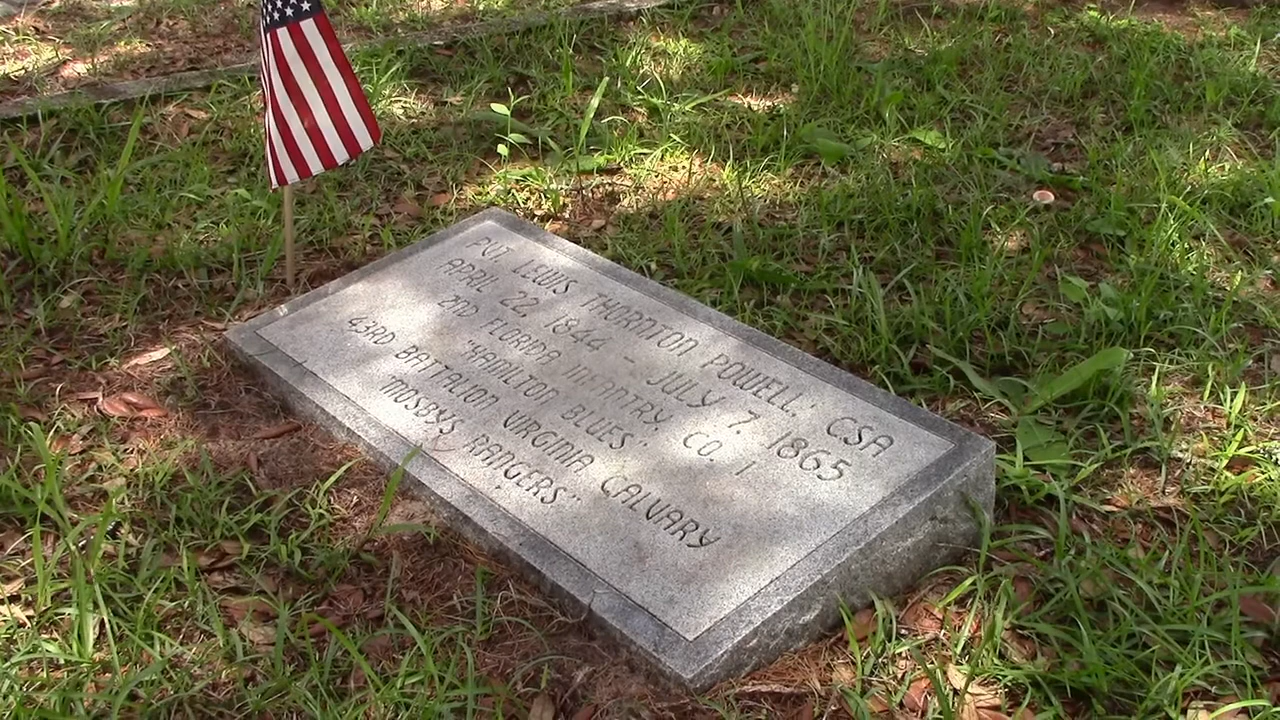 PVT LEWIS THORNTON POWELL, CSA
APRIL 22, 1844 - JULY 7, 1865
2ND FLORIDA INFANTRY, CO. I
"HAMILTON BLUES"
43RD BATTALION VIRGINIA CALVARY
MOSBYS RANGERS"